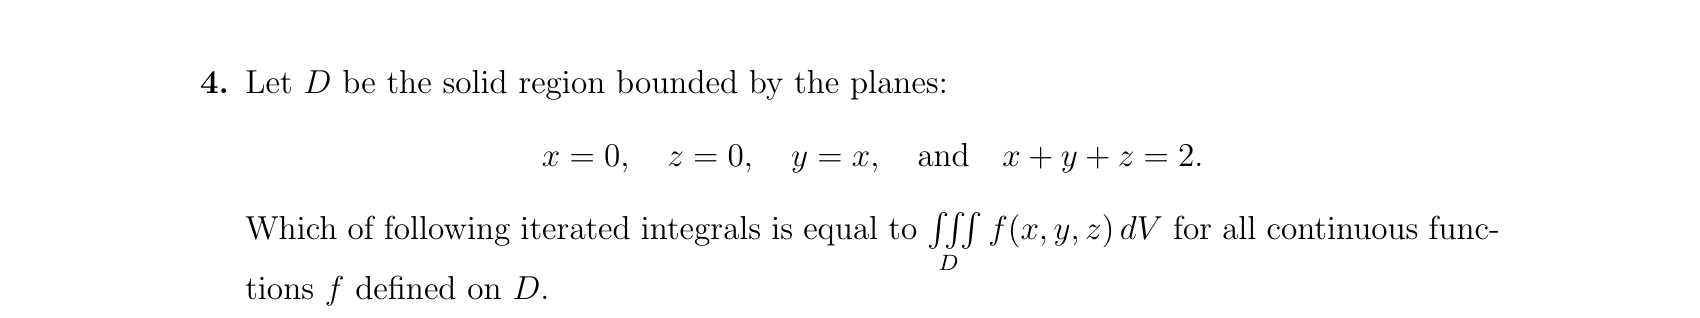 4. Let D be the solid region bounded by the planes:
x = 0, z = 0, y = x, and x + y + z = 2.
Which of following iterated integrals is equal to ∭_D f(x, y, z) dV for all continuous func-
tions f defined on D.